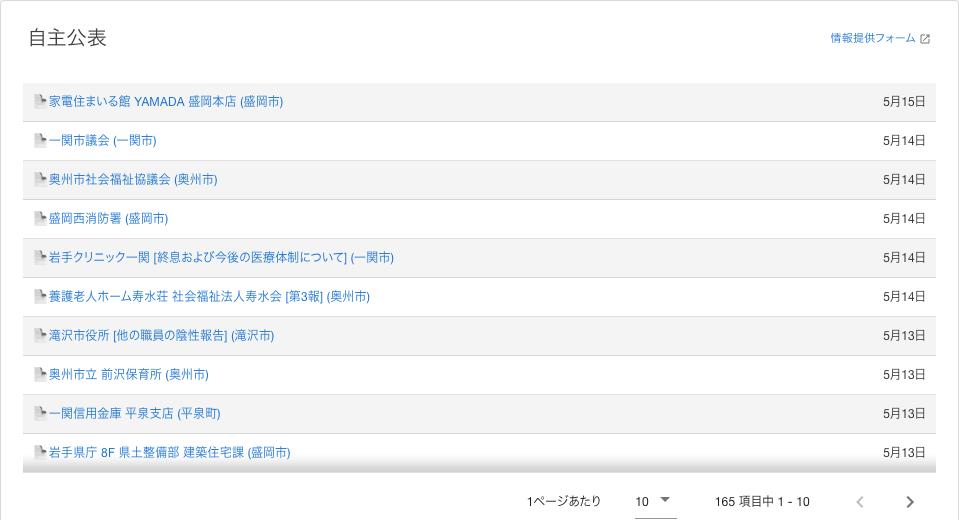 自主公表
情報提供フォーム
家電住まいる館 YAMADA 盛岡本店 (盛岡市) 5月15日
一関市議会 (一関市) 5月14日
奥州市社会福祉協議会 (奥州市) 5月14日
盛岡西消防署 (盛岡市) 5月14日
岩手クリニック一関 [終息および今後の医療体制について] (一関市) 5月14日
養護老人ホーム寿水荘 社会福祉法人寿水会 [第3報] (奥州市) 5月14日
滝沢市役所 [他の職員の陰性報告] (滝沢市) 5月13日
奥州市立 前沢保育所 (奥州市) 5月13日
一関信用金庫 平泉支店 (平泉町) 5月13日
岩手県庁 8F 県土整備部 建築住宅課 (盛岡市) 5月13日
1ページあたり 10 165 項目中 1 - 10